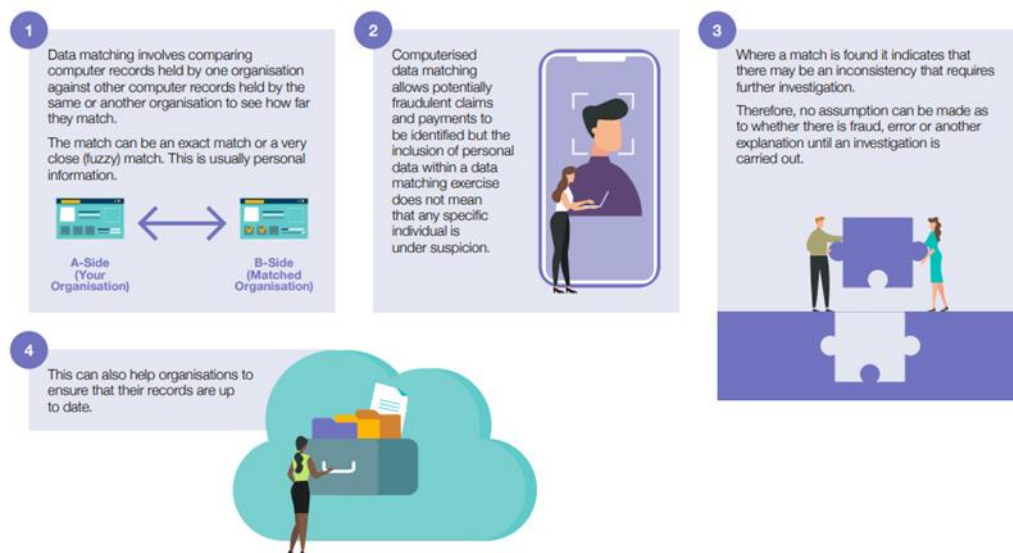 1
Data matching involves comparing
computer records held by one organisation
against other computer records held by the
same or another organisation to see how far
they match.
The match can be an exact match or a very
close (fuzzy) match. This is usually personal
information.
A-Side
(Your
Organisation)
B-Side
(Matched
Organisation)
2
Computerised
data matching
allows potentially
fraudulent claims
and payments to
be identified but the
inclusion of personal
data within a data
matching exercise
does not mean
that any specific
individual is
under suspicion.
3
Where a match is found it indicates that
there may be an inconsistency that requires
further investigation.
Therefore, no assumption can be made as
to whether there is fraud, error or another
explanation until an investigation is
carried out.
4
This can also help organisations to
ensure that their records are up
to date.